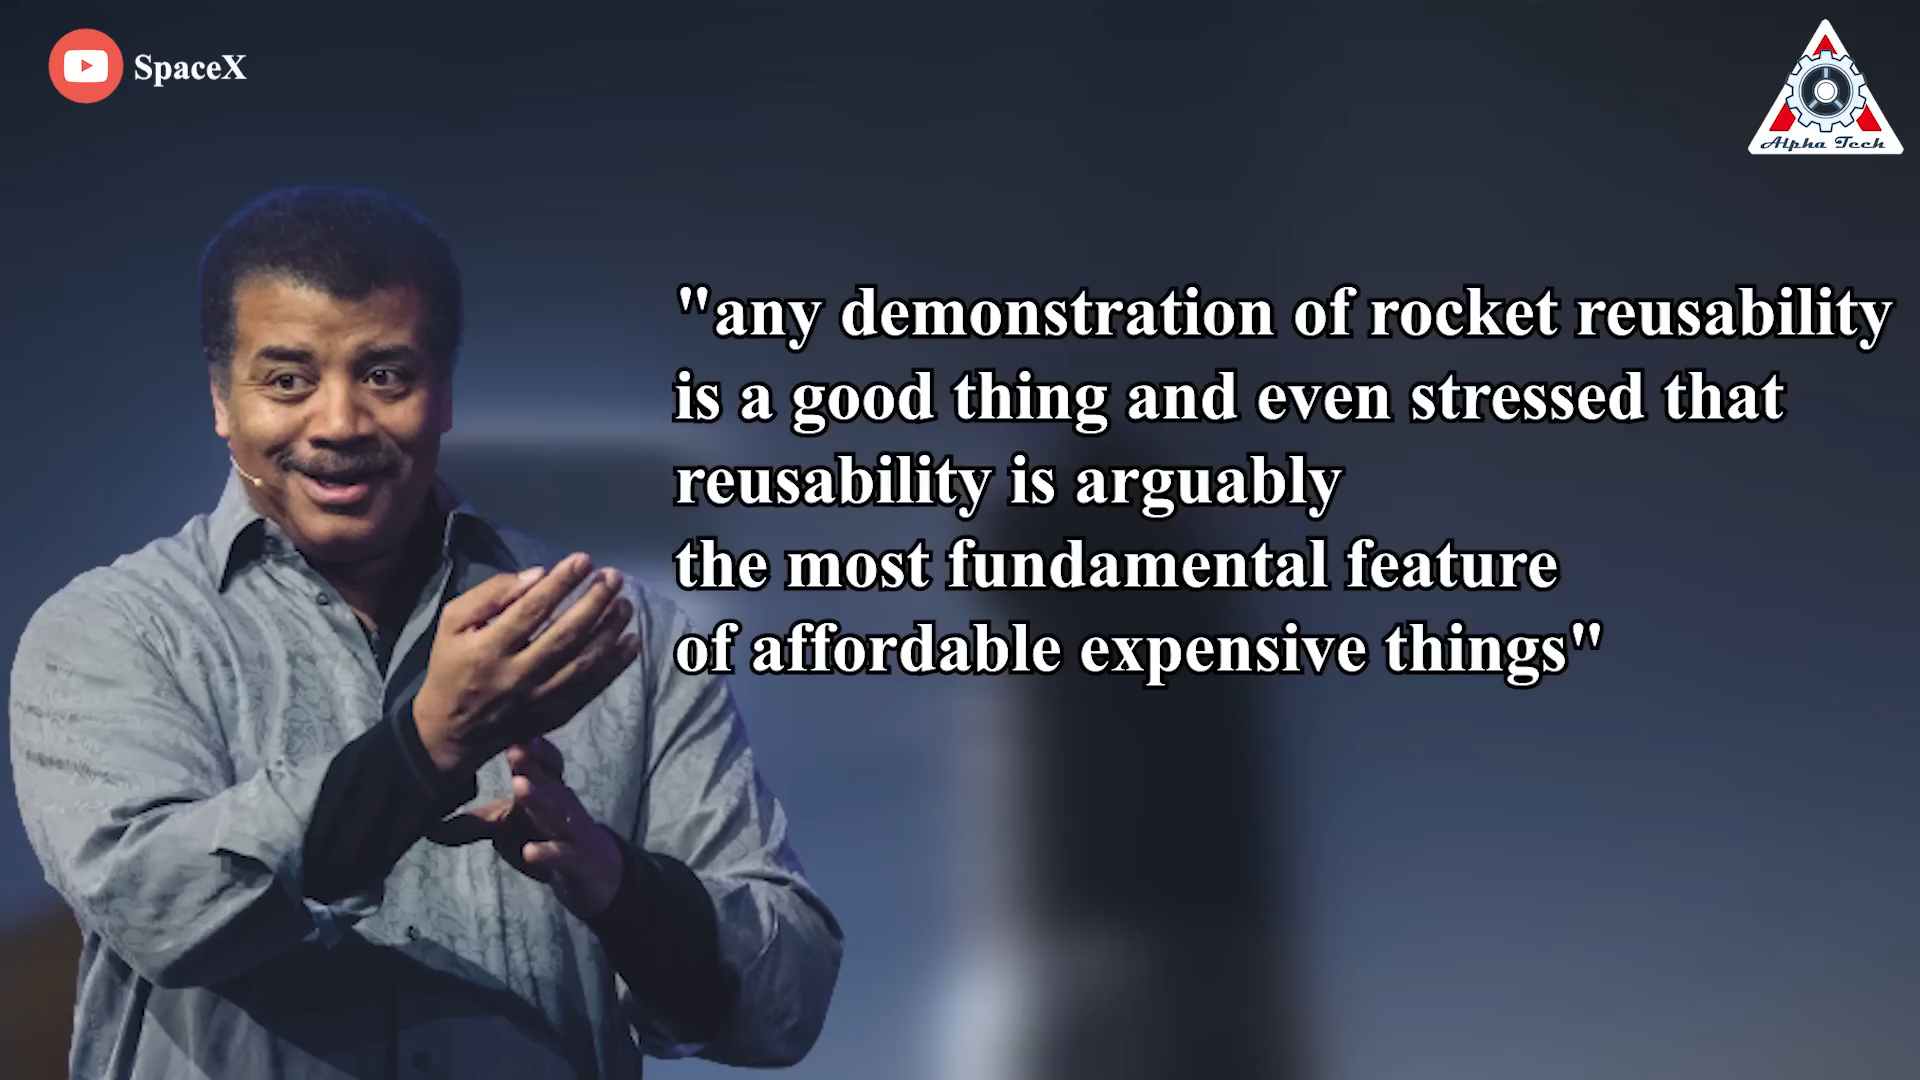 SpaceX
Alpha Tech
"any demonstration of rocket reusability
is a good thing and even stressed that
reusability is arguably
the most fundamental feature
of affordable expensive things"